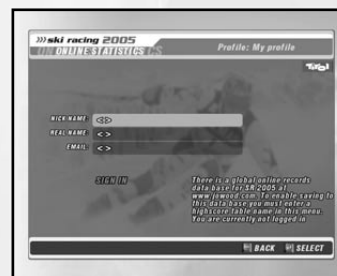 >>> ski racing 2005
ONLINE STATISTICS
Profile: My profile
Tirol
NICK-NAME: <>
REAL-NAME: <>
EMAIL: <>
SIGN IN
There is a global online records
data base for SR 2005 at
www.jowood.com. To enable saving to
this data base you must enter a
highscore table name in this menu.
You are currently not logged in
BACK
SELECT